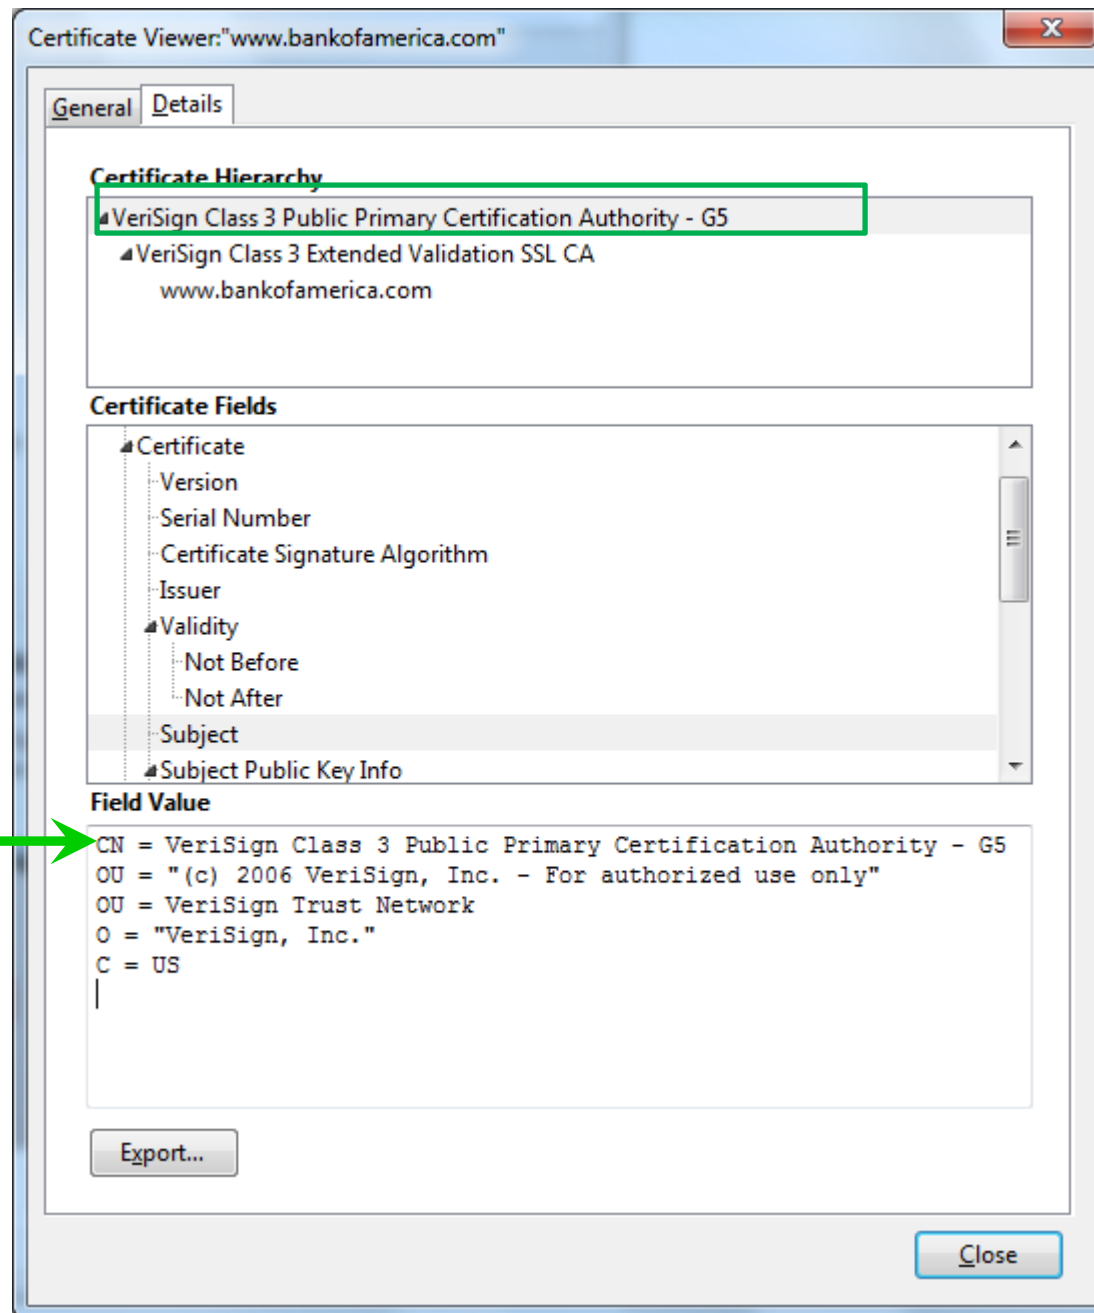 Certificate Viewer:"www.bankofamerica.com"
General Details
Certificate Hierarchy
VeriSign Class 3 Public Primary Certification Authority - G5
VeriSign Class 3 Extended Validation SSL CA
www.bankofamerica.com
Certificate Fields
Certificate
Version
Serial Number
Certificate Signature Algorithm
Issuer
Validity
Not Before
Not After
Subject
Subject Public Key Info
Field Value
CN = VeriSign Class 3 Public Primary Certification Authority - G5
OU = "(c) 2006 VeriSign, Inc. - For authorized use only"
OU = VeriSign Trust Network
O = "VeriSign, Inc."
C = US
Export...
Close